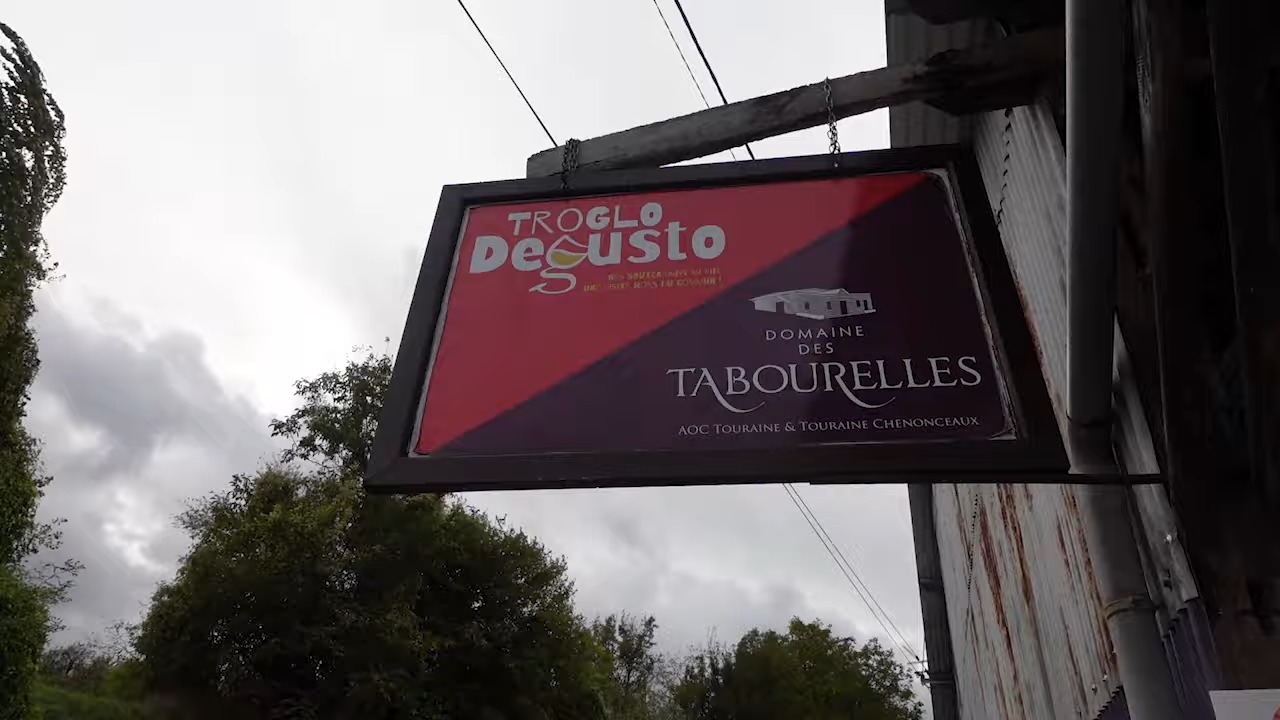 TROGLO
DeGUSTO
DOMAINE
DES
TABOURELLES
AOC TOURAINE & TOURAINE CHENONCEAUX